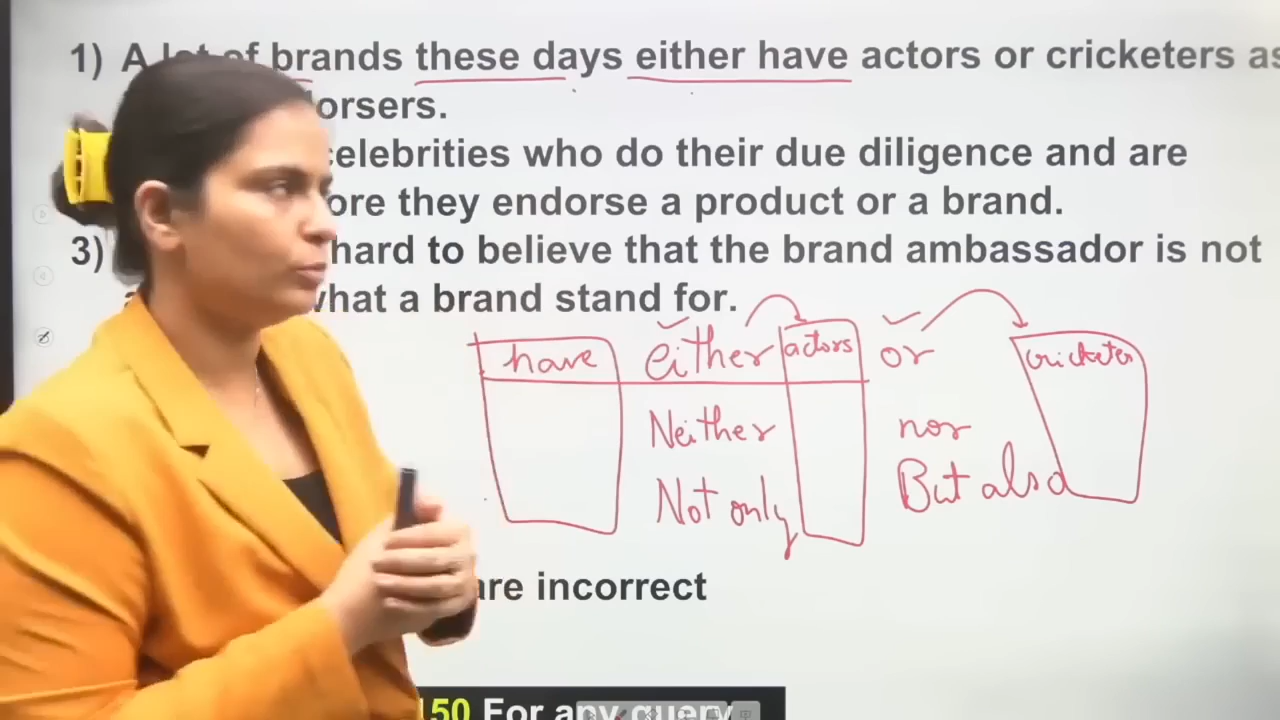 1) A lot of brands these days either have actors or cricketers as
orsers.
elebrities who do their due diligence and are
ore they endorse a product or a brand.
3) hard to believe that the brand ambassador is not
what a brand stand for.
have either actors or cricketer
Neither nor
Not only But also
are incorrect
150 For any query